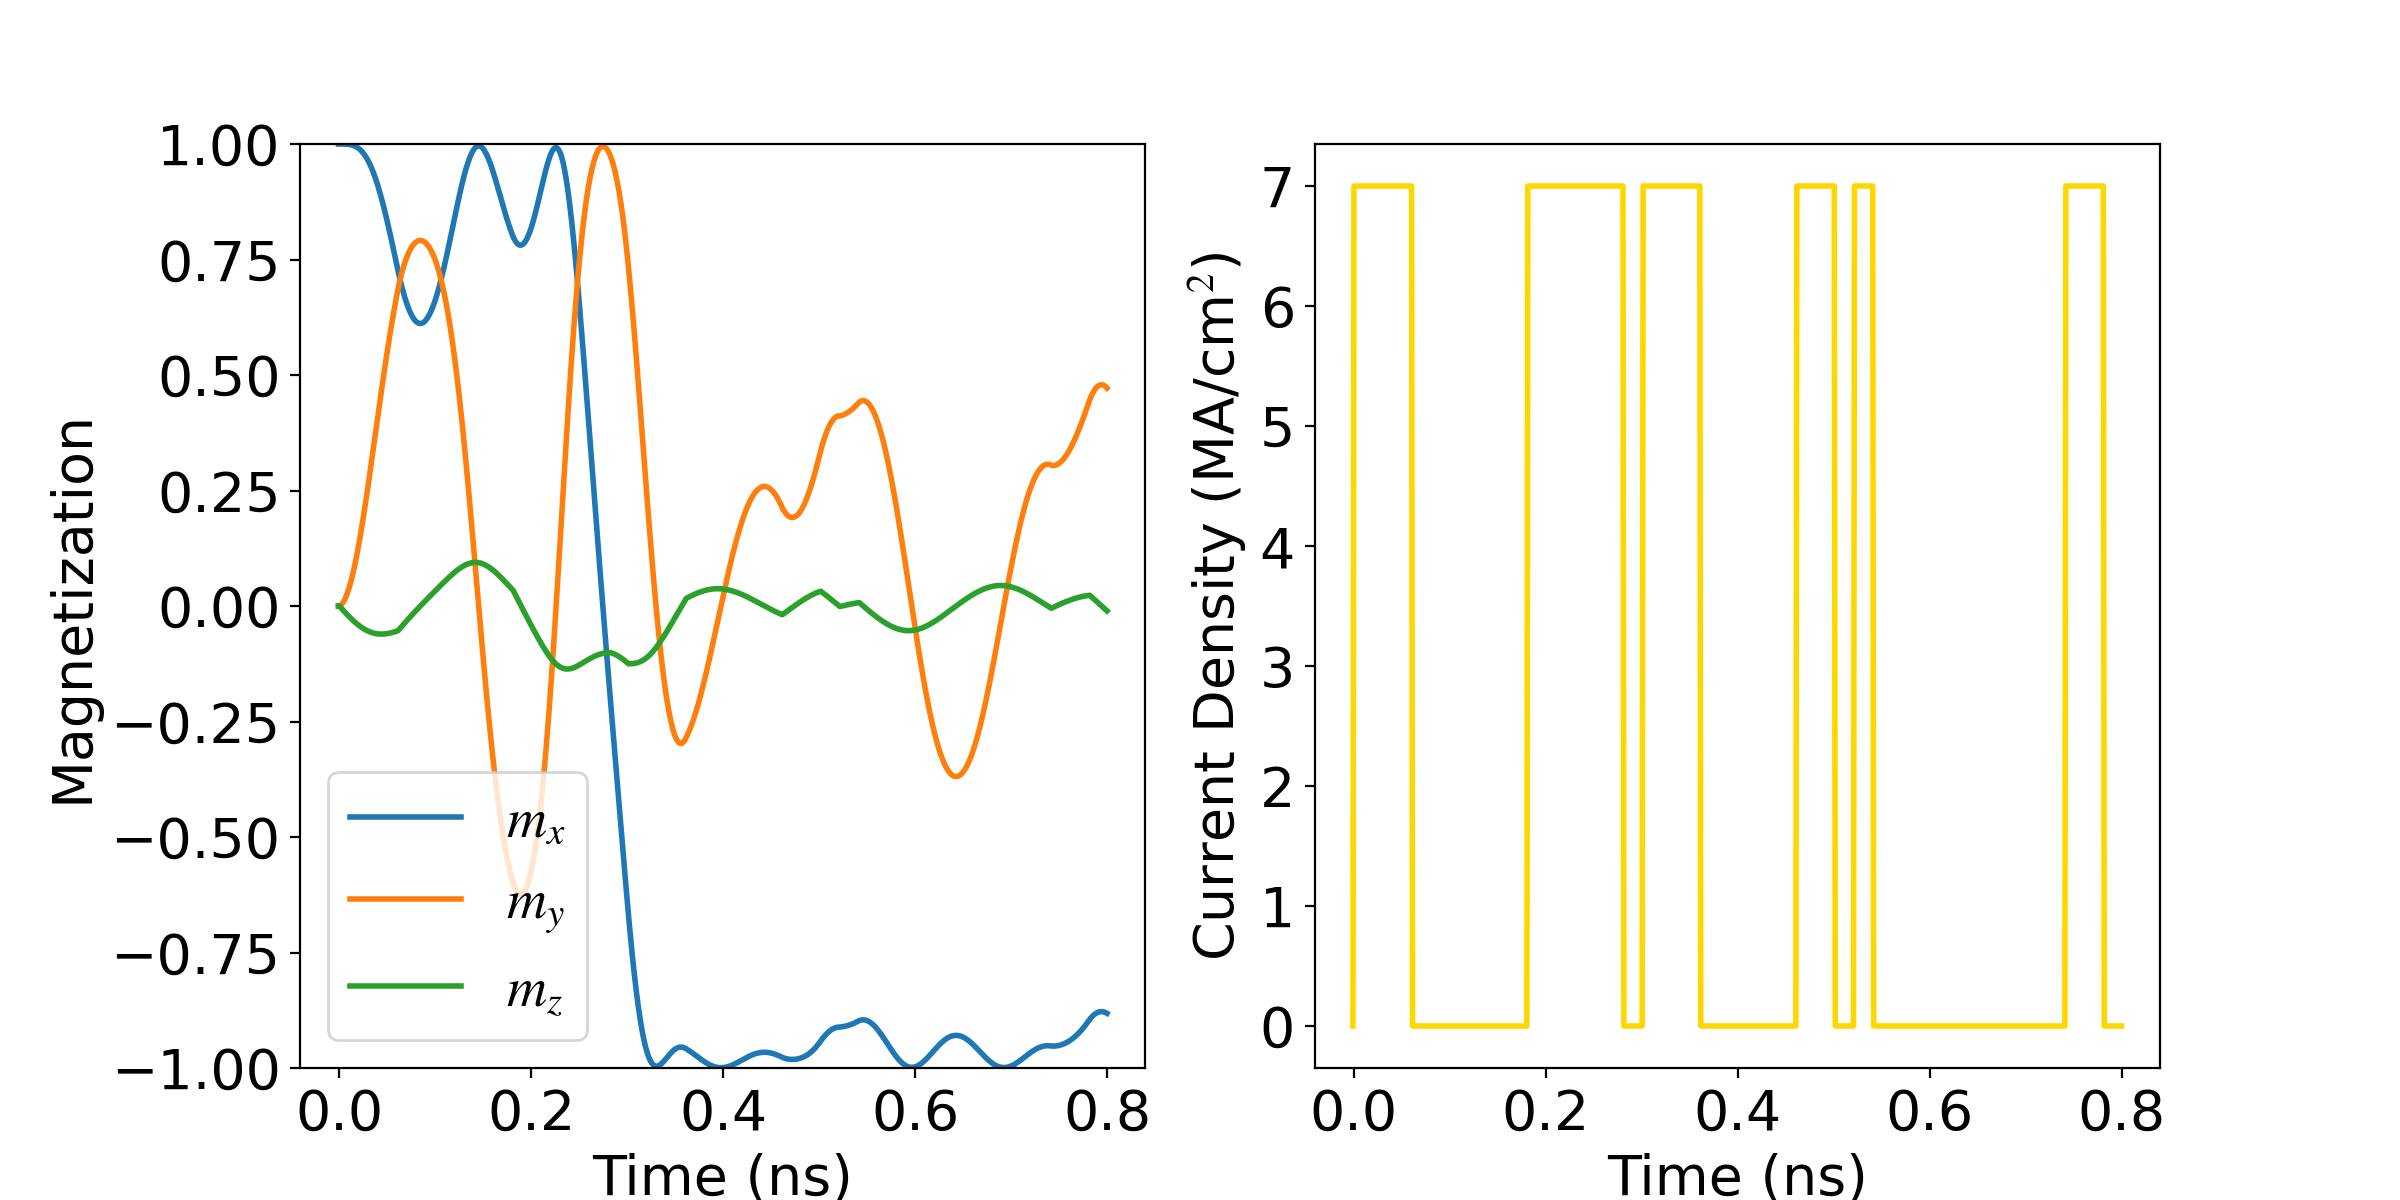 1.00
0.75
0.50
0.25
0.00
−0.25
−0.50
−0.75
−1.00
Magnetization
m_x
m_y
m_z
0.0 0.2 0.4 0.6 0.8
Time (ns)
7
6
5
4
3
2
1
0
Current Density (MA/cm²)
0.0 0.2 0.4 0.6 0.8
Time (ns)